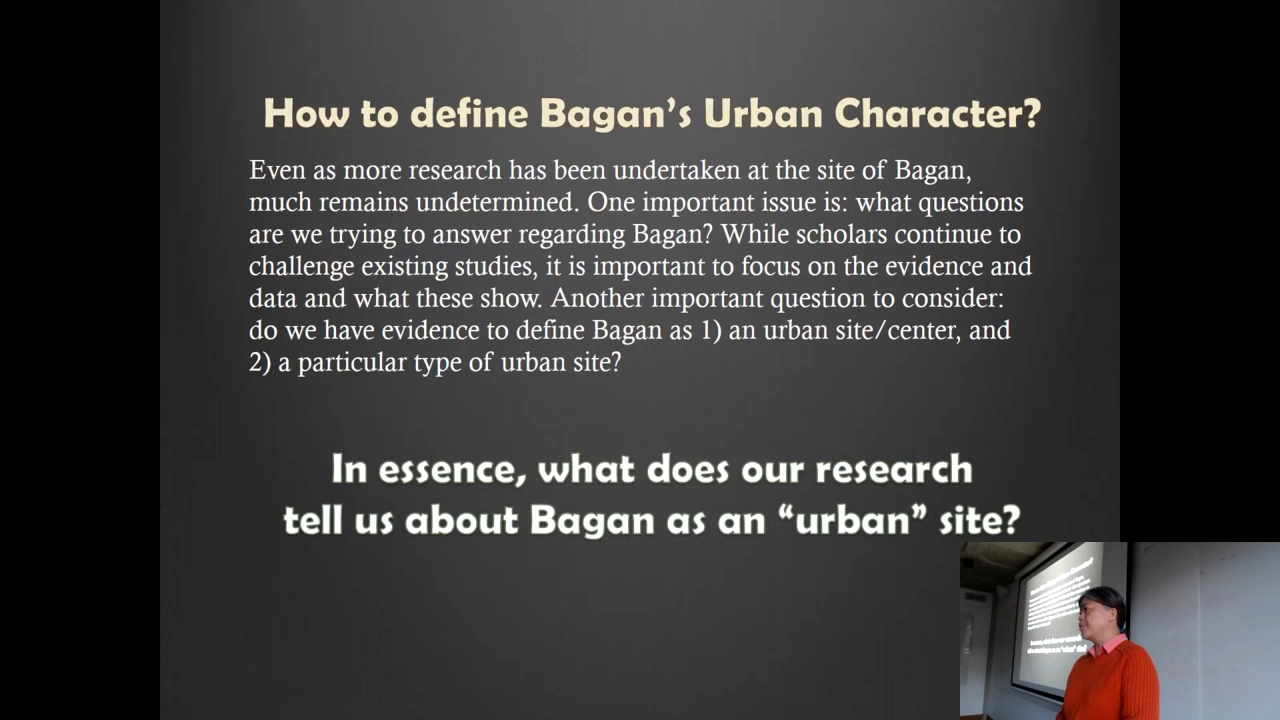 How to define Bagan’s Urban Character?
Even as more research has been undertaken at the site of Bagan,
much remains undetermined. One important issue is: what questions
are we trying to answer regarding Bagan? While scholars continue to
challenge existing studies, it is important to focus on the evidence and
data and what these show. Another important question to consider:
do we have evidence to define Bagan as 1) an urban site/center, and
2) a particular type of urban site?
In essence, what does our research
tell us about Bagan as an “urban” site?